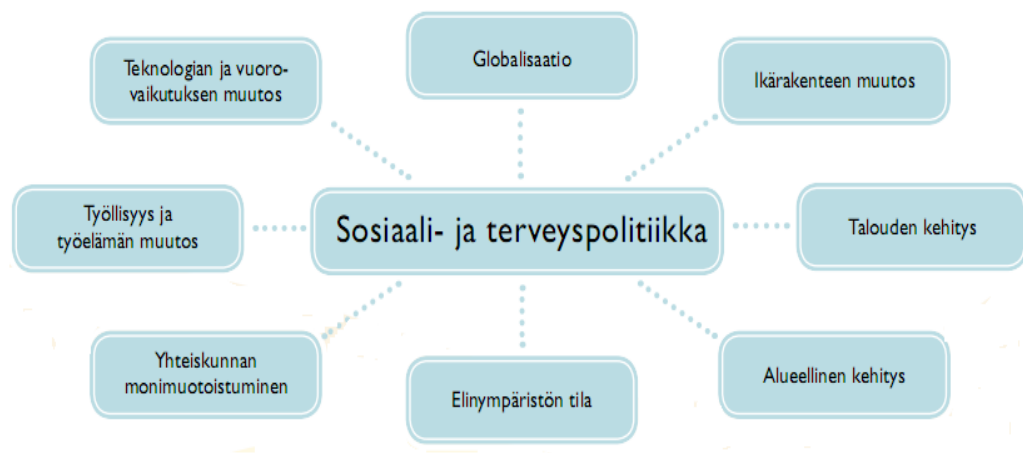 Globalisaatio
Teknologian ja vuoro-
vaikutuksen muutos
Ikärakenteen muutos
Työllisyys ja
työelämän muutos
Sosiaali- ja terveyspolitiikka
Talouden kehitys
Yhteiskunnan
monimuotoistuminen
Elinympäristön tila
Alueellinen kehitys